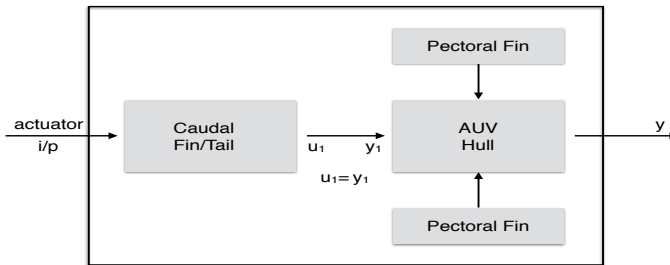 Pectoral Fin
actuator
i/p
Caudal
Fin/Tail
u₁
y₁
u₁= y₁
AUV
Hull
y
Pectoral Fin